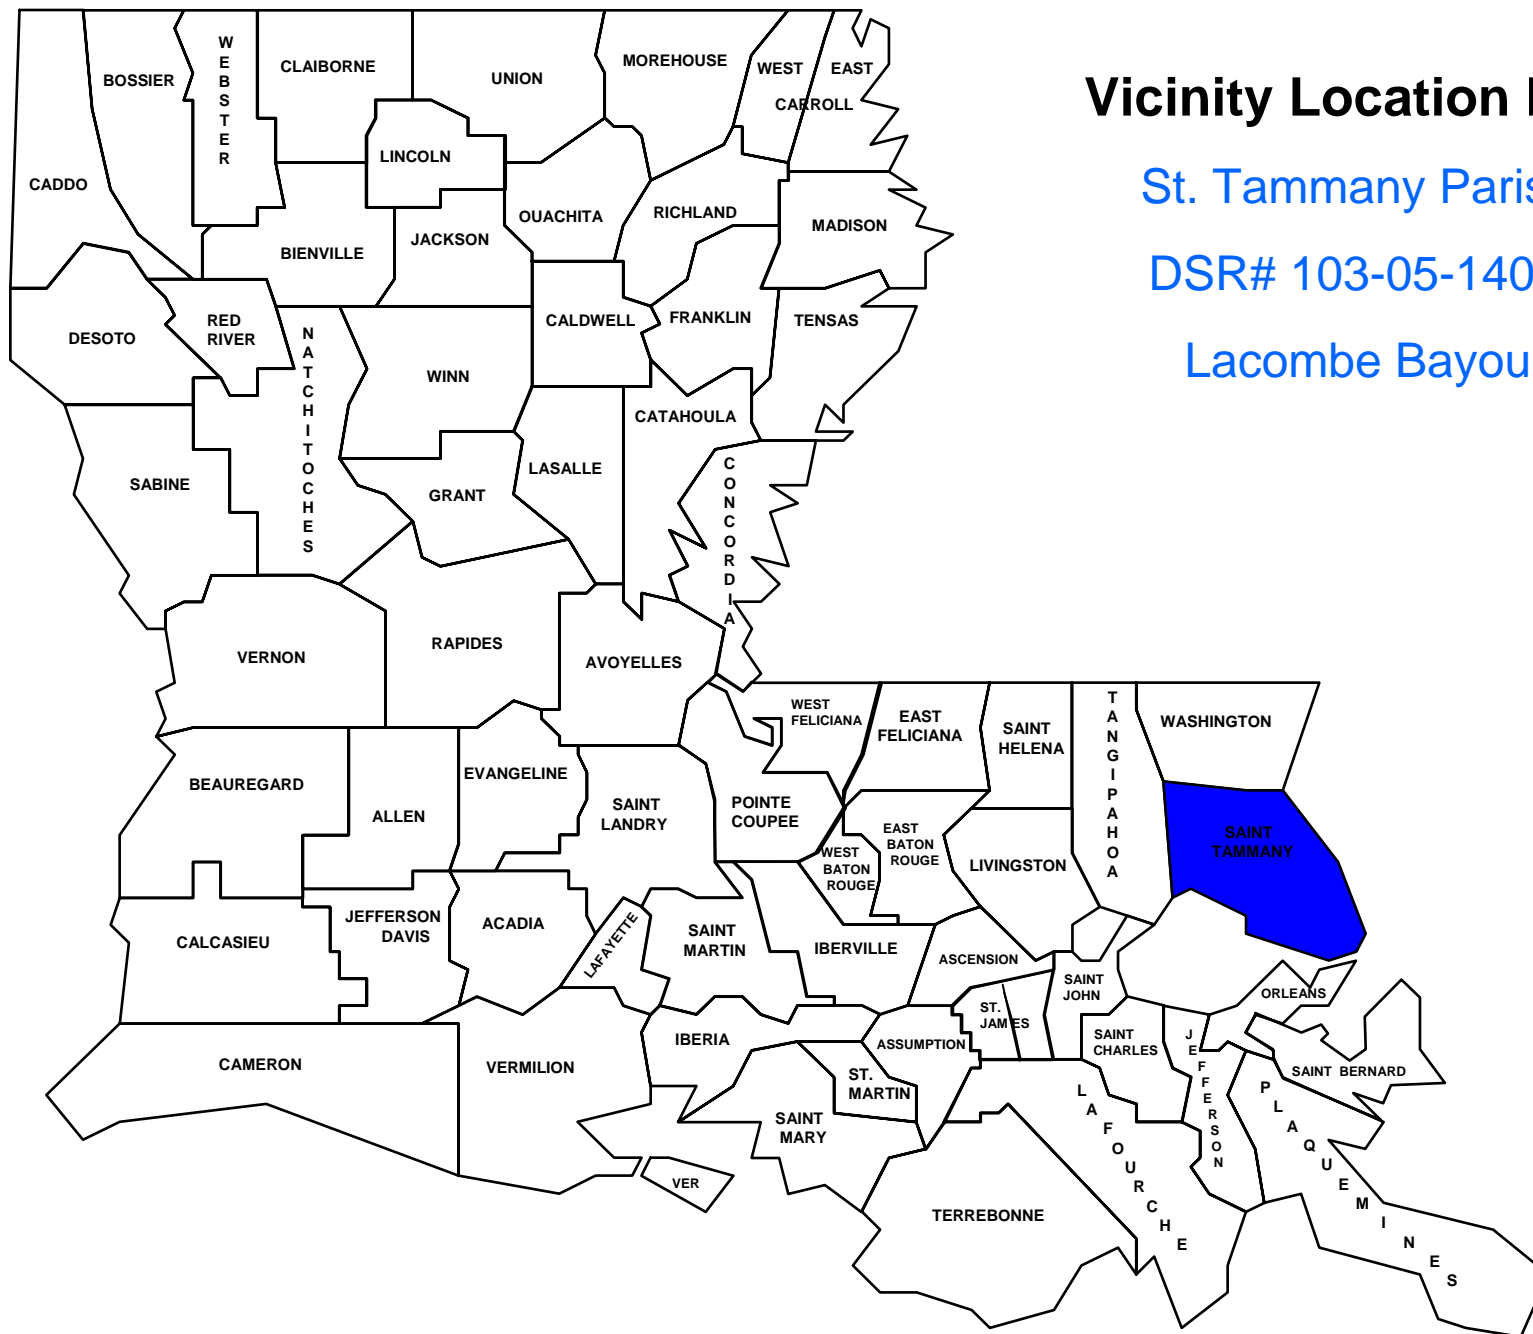 Vicinity Location
St. Tammany Paris
DSR# 103-05-140
Lacombe Bayou
WEBSTER
CLAIBORNE
UNION
MOREHOUSE
WEST
EAST
CARROLL
BOSSIER
CADDO
LINCOLN
OUACHITA
RICHLAND
MADISON
BIENVILLE
JACKSON
DESOTO
RED
RIVER
NATCHITOCHES
WINN
CALDWELL
FRANKLIN
TENSAS
CATAHOULA
SABINE
GRANT
LASALLE
CONCORDIA
VERNON
RAPIDES
AVOYELLES
WEST
FELICIANA
EAST
FELICIANA
SAINT
HELENA
TANGIPAHOA
WASHINGTON
BEAUREGARD
ALLEN
EVANGELINE
SAINT
LANDRY
POINTE
COUPEE
WEST
BATON
ROUGE
EAST
BATON
ROUGE
LIVINGSTON
SAINT
TAMMANY
CALCASIEU
JEFFERSON
DAVIS
ACADIA
LAFAYETTE
SAINT
MARTIN
IBERVILLE
ASCENSION
SAINT
JOHN
ORLEANS
CAMERON
VERMILION
IBERIA
ST.
MARTIN
ASSUMPTION
ST.
JAMES
SAINT
CHARLES
JEFFERSON
SAINT BERNARD
PLAQUEMINES
VER
SAINT
MARY
TERREBONNE
LAFOURCHE